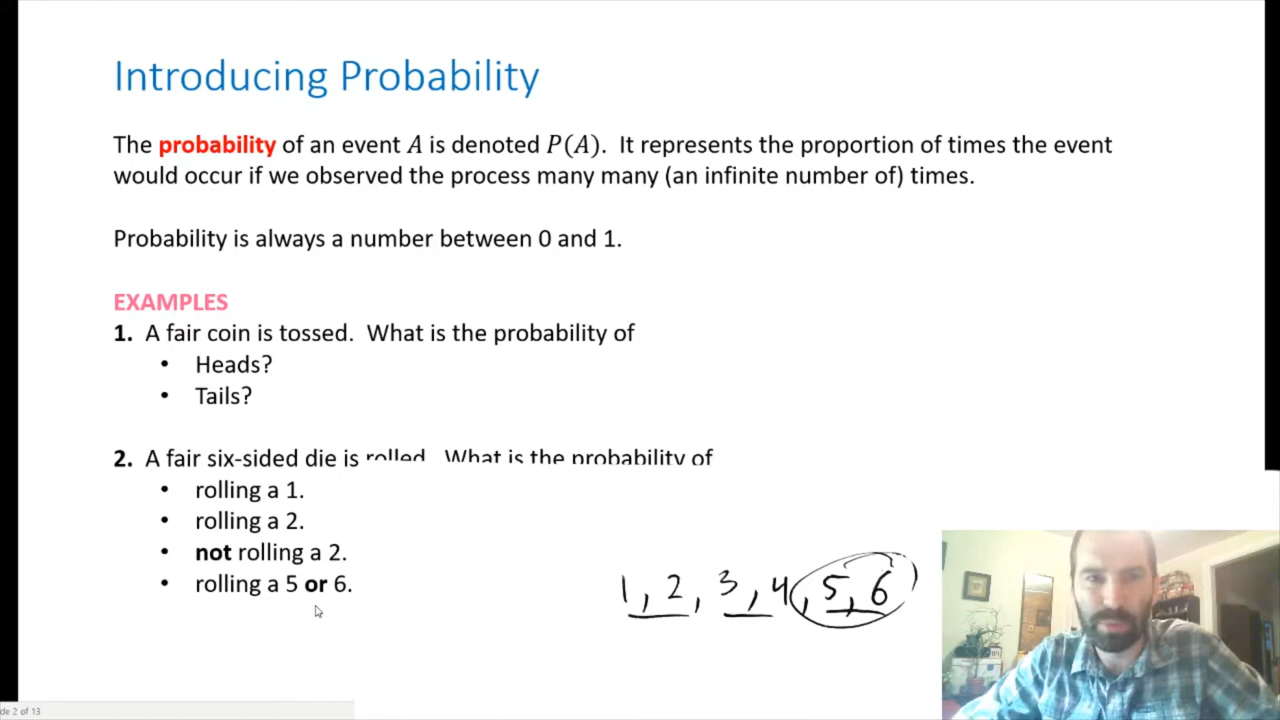 Introducing Probability
The probability of an event A is denoted P(A). It represents the proportion of times the event
would occur if we observed the process many many (an infinite number of) times.
Probability is always a number between 0 and 1.
EXAMPLES
1. A fair coin is tossed. What is the probability of
• Heads?
• Tails?
2. A fair six-sided die is rolled. What is the probability of
• rolling a 1.
• rolling a 2.
• not rolling a 2.
• rolling a 5 or 6.
1, 2, 3, 4, 5, 6
de 2 of 13